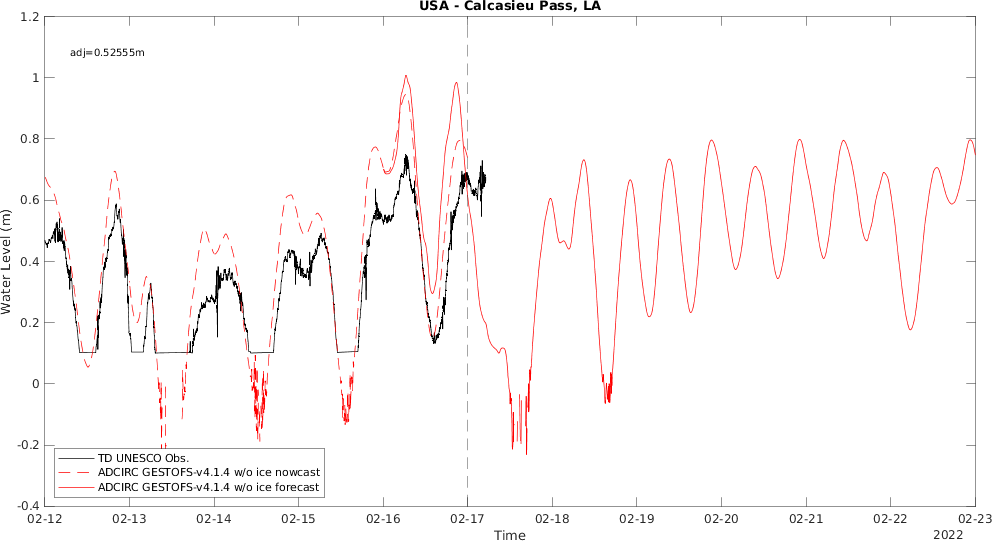 USA - Calcasieu Pass, LA
adj=0.52555m
Water Level (m)
1.2
1
0.8
0.6
0.4
0.2
0
-0.2
-0.4
TD UNESCO Obs.
ADCIRC GESTOFS-v4.1.4 w/o ice nowcast
ADCIRC GESTOFS-v4.1.4 w/o ice forecast
02-12 02-13 02-14 02-15 02-16 02-17 02-18 02-19 02-20 02-21 02-22 02-23
Time
2022